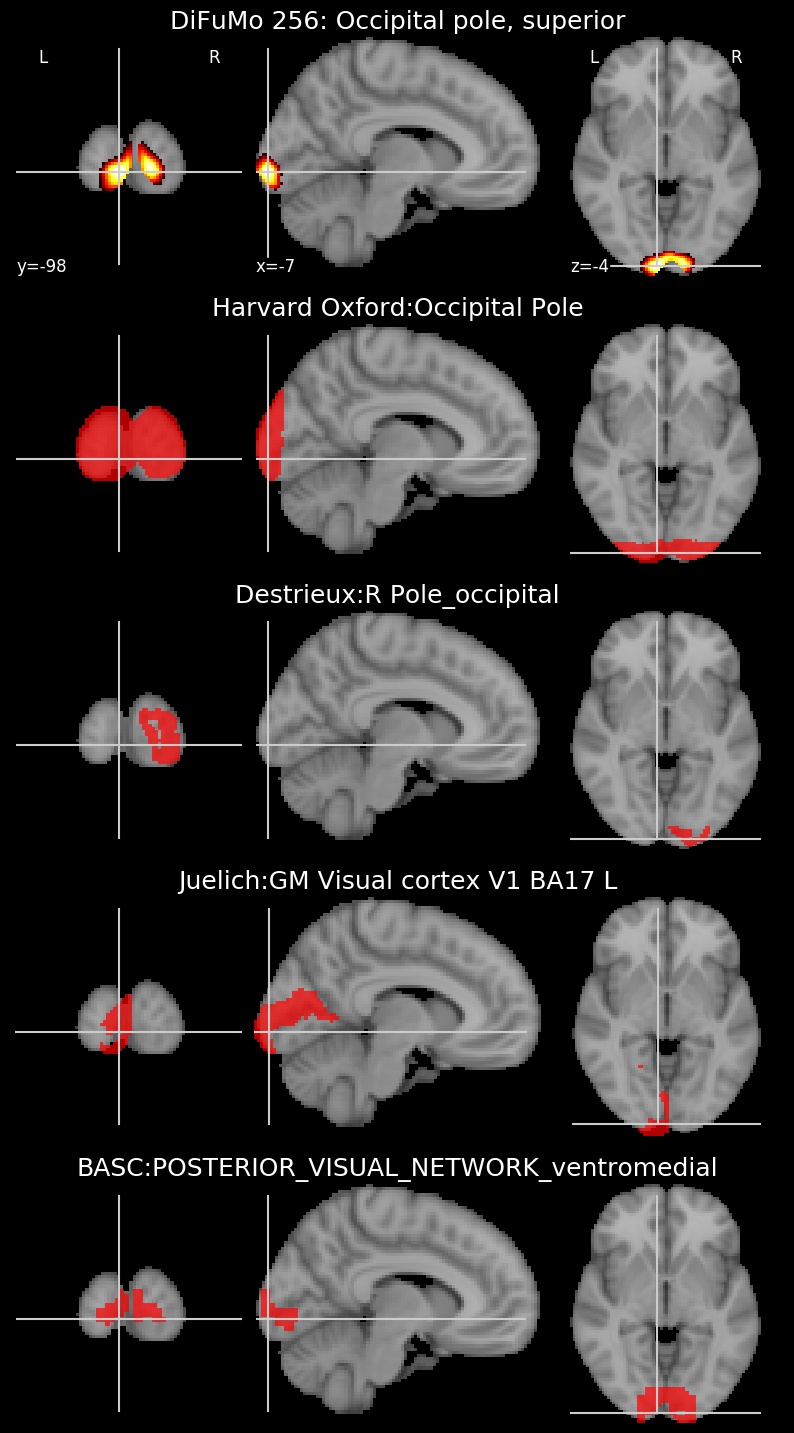 DiFuMo 256: Occipital pole, superior
L R L R
y=-98 x=-7 z=-4
Harvard Oxford:Occipital Pole
Destrieux:R Pole_occipital
Juelich:GM Visual cortex V1 BA17 L
BASC:POSTERIOR_VISUAL_NETWORK_ventromedial